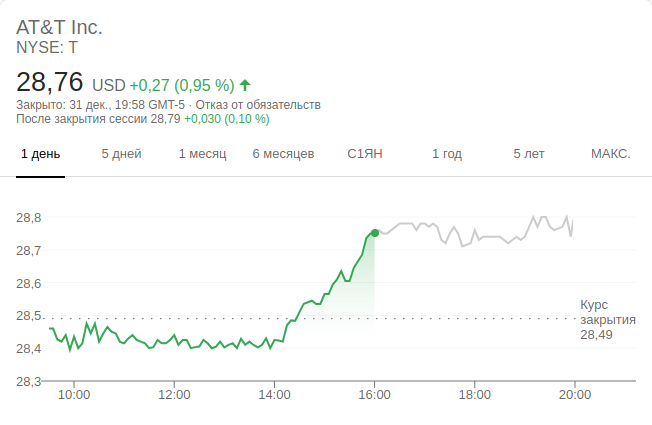 AT&T Inc.
NYSE: T
28,76 USD +0,27 (0,95 %)
Закрыто: 31 дек., 19:58 GMT-5 · Отказ от обязательств
После закрытия сессии 28,79 +0,030 (0,10 %)
1 день 5 дней 1 месяц 6 месяцев С1ЯН 1 год 5 лет МАКС.
28,8
28,7
28,6
28,5
28,4
28,3
Курс
закрытия
28,49
10:00 12:00 14:00 16:00 18:00 20:00